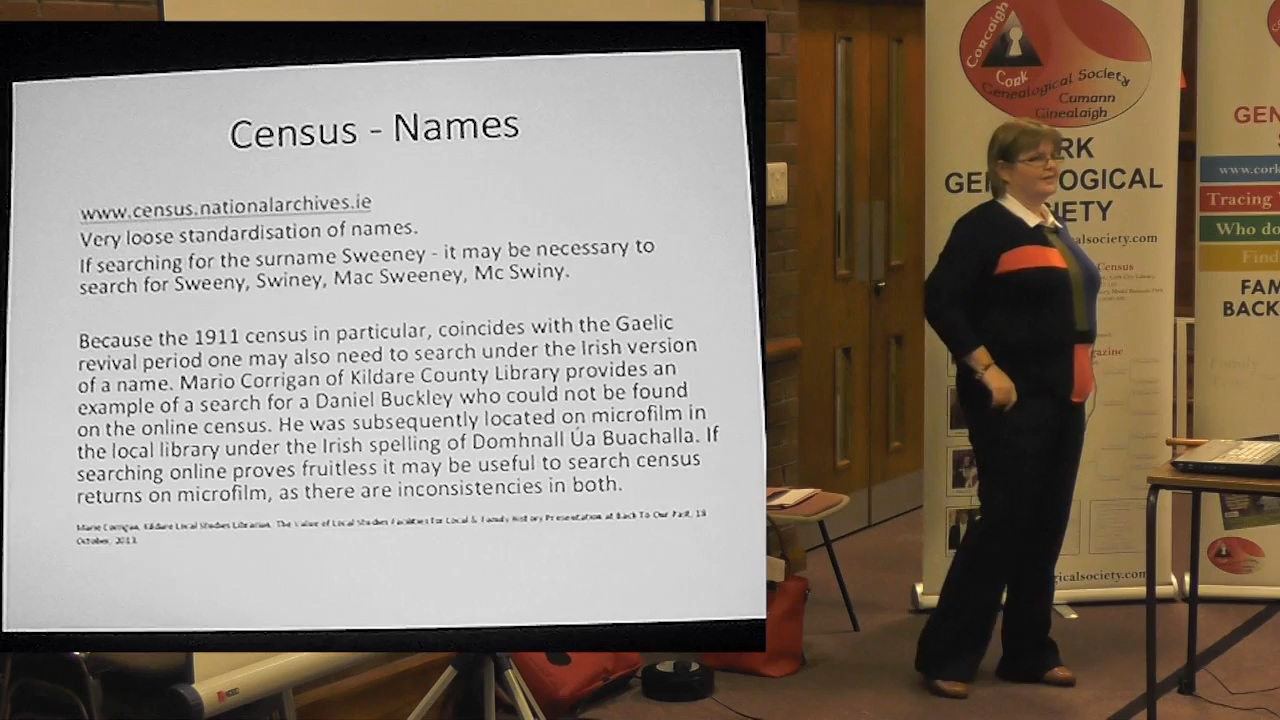 Census - Names
www.census.nationalarchives.ie
Very loose standardisation of names.
If searching for the surname Sweeney - it may be necessary to
search for Sweeny, Swiney, Mac Sweeney, Mc Swiny.
Because the 1911 census in particular, coincides with the Gaelic
revival period one may also need to search under the Irish version
of a name. Mario Corrigan of Kildare County Library provides an
example of a search for a Daniel Buckley who could not be found
on the online census. He was subsequently located on microfilm in
the local library under the Irish spelling of Domhnall Úa Buachalla. If
searching online proves fruitless it may be useful to search census
returns on microfilm, as there are inconsistencies in both.
Corrigan, Kildare Local Studies Librarian, The Value of Local Studies Facilities for Local & Family History Presentation at Back To Our Past,
October, 2013
Corcaigh
Cork
Genealogical Society
Cumann
Ginealaigh
RK
GE OGICAL
IETY
alsociety.com
Census
gazine
gicalsociety.com
GEN
S
www.cork
Tracing
Who do
Find
FAM
BACK